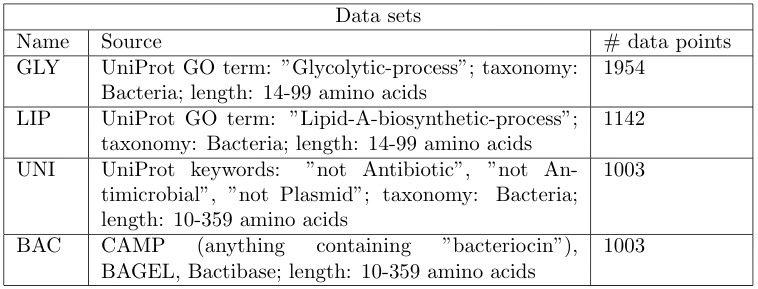 Data sets
Name Source # data points
GLY UniProt GO term: ”Glycolytic-process”; taxonomy: 1954
Bacteria; length: 14-99 amino acids
LIP UniProt GO term: ”Lipid-A-biosynthetic-process”; 1142
taxonomy: Bacteria; length: 14-99 amino acids
UNI UniProt keywords: ”not Antibiotic”, ”not An- 1003
timicrobial”, ”not Plasmid”; taxonomy: Bacteria;
length: 10-359 amino acids
BAC CAMP (anything containing ”bacteriocin”), 1003
BAGEL, Bactibase; length: 10-359 amino acids